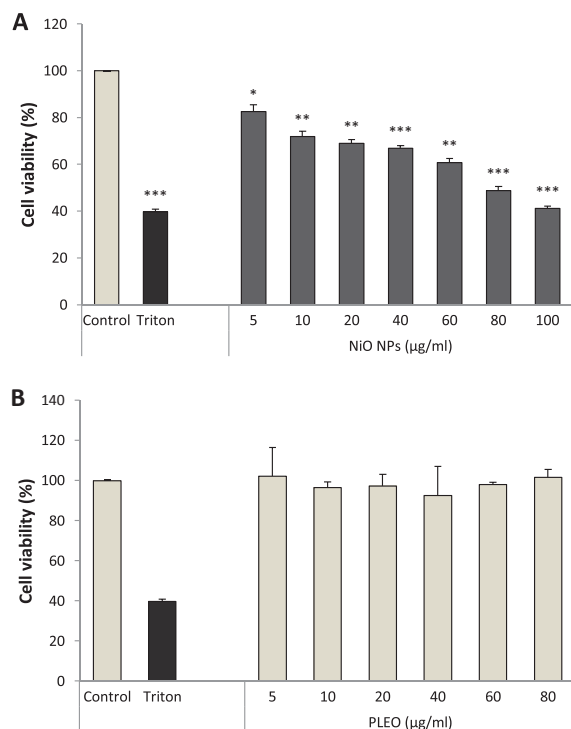 A
Cell viability (%)
120
100
80
60
40
20
0
***
*
**
**
***
**
***
***
Control Triton 5 10 20 40 60 80 100
NiO NPs (µg/ml)
B
Cell viability (%)
140
120
100
80
60
40
20
0
Control Triton 5 10 20 40 60 80
PLEO (µg/ml)